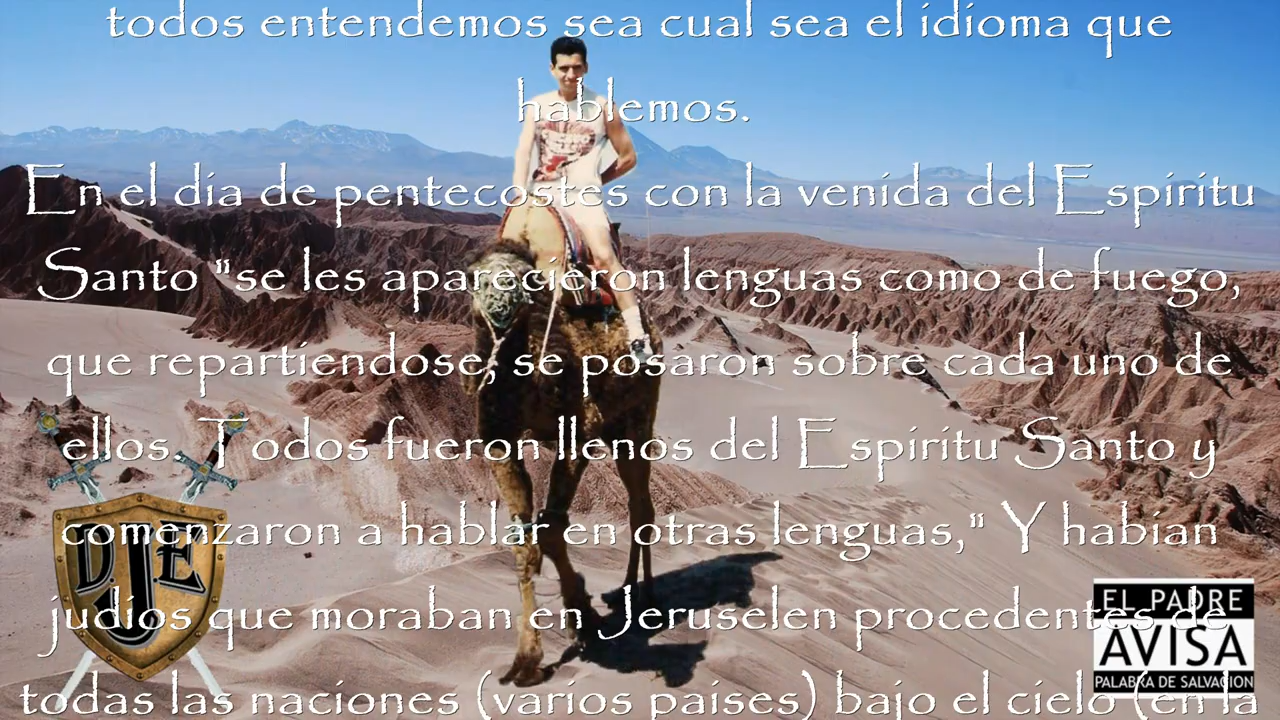 todos entendemos sea cual sea el idioma que
hablemos.
En el dia de pentecostes con la venida del Espiritu
Santo "se les aparecieron lenguas como de fuego,
que repartiendose, se posaron sobre cada uno de
ellos. Todos fueron llenos del Espiritu Santo y
comenzaron a hablar en otras lenguas," Y habian
judios que moraban en Jeruselen procedentes de
todas las naciones (varios paises) bajo el cielo (en la
DJE
EL PADRE
AVISA
PALABRA DE SALVACION